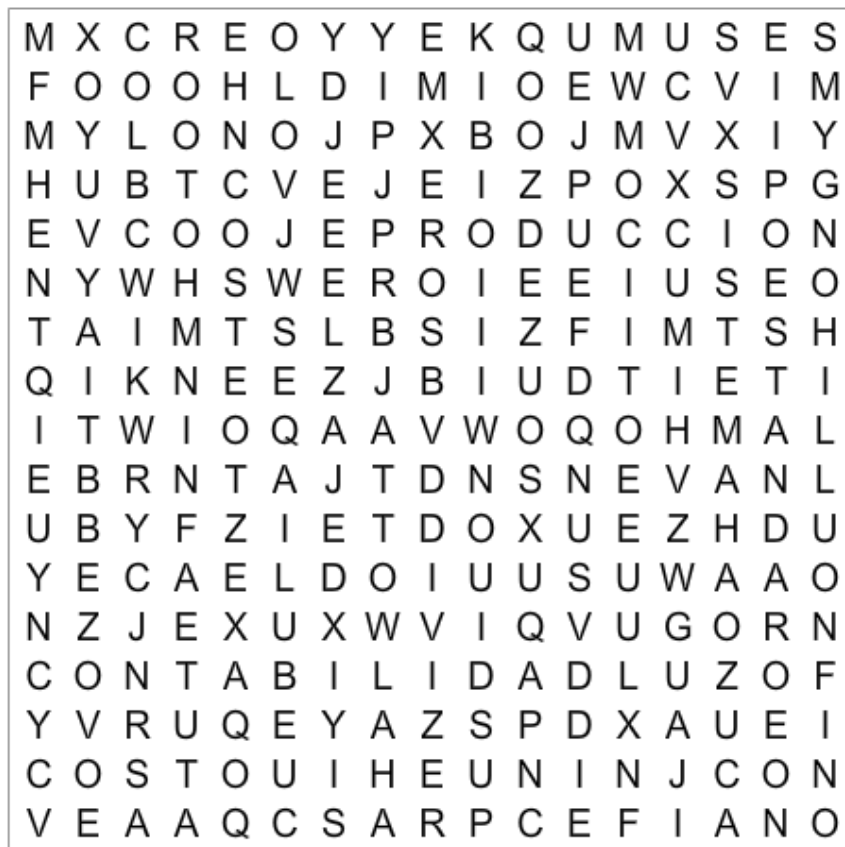 M X C R E O Y Y E K Q U M U S E S
F O O O H L D I M I O E W C V I M
M Y L O N O J P X B O J M V X I Y
H U B T C V E J E I Z P O X S P G
E V C O O J E P R O D U C C I O N
N Y W H S W E R O I E E I U S E O
T A I M T S L B S I Z F I M T S H
Q I K N E E Z J B I U D T I E T I
I T W I O Q A A V W O Q O H M A L
E B R N T A J T D N S N E V A N L
U B Y F Z I E T D O X U E Z H D U
Y E C A E L D O I U U S U W A A O
N Z J E X U X W V I Q V U G O R N
C O N T A B I L I D A D L U Z O F
Y V R U Q E Y A Z S P D X A U E I
C O S T O U I H E U N I N J C O N
V E A A Q C S A R P C E F I A N O